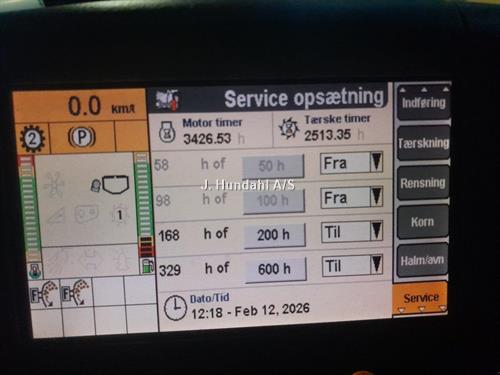 0.0 km/t
Service opsætning
Indføring
Motor timer
3426.53 h
Tærske timer
2513.35 h
2 P
Tærskning
58 h of 50 h Fra
J. Hundahl A/S
Rensning
98 h of 100 h Fra
1
Korn
168 h of 200 h Til
Halm/avn
329 h of 600 h Til
Dato/Tid
12:18 - Feb 12, 2026
Service